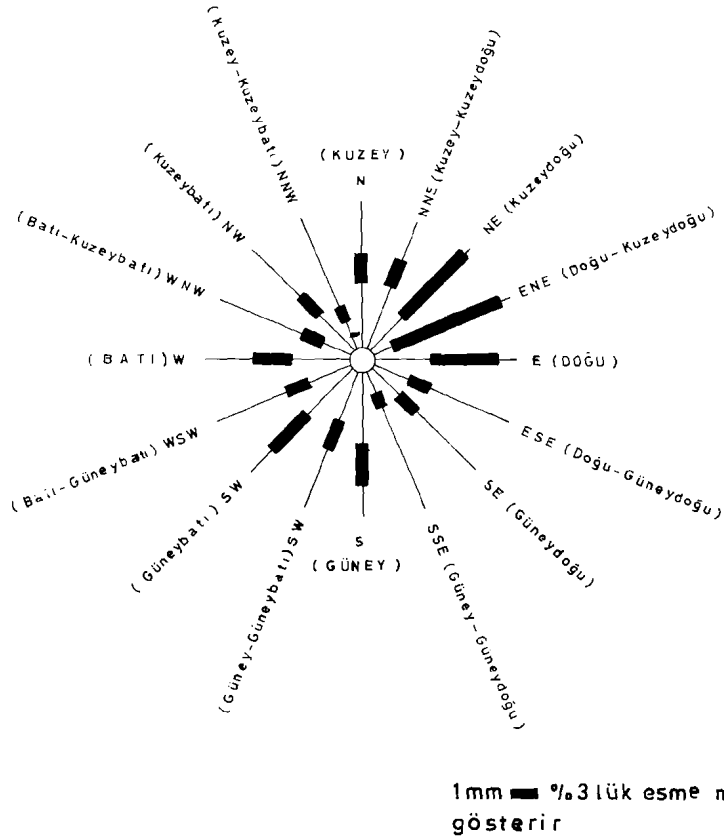 (KUZEY)
N
NNE (Kuzey-Kuzeydoğu)
NE (Kuzeydoğu)
ENE (Doğu-Kuzeydoğu)
E (DOĞU)
ESE (Doğu-Güneydoğu)
SE (Güneydoğu)
SSE (Güney-Güneydoğu)
S
(GÜNEY)
(Güney-Güneybatı) SW
(Güneybatı) SW
(Batı-Güneybatı) WSW
(BATI) W
(Batı-Kuzeybatı) WNW
(Kuzeybatı) NW
(Kuzey-Kuzeybatı) NNW
1mm %3 lük esme
gösterir